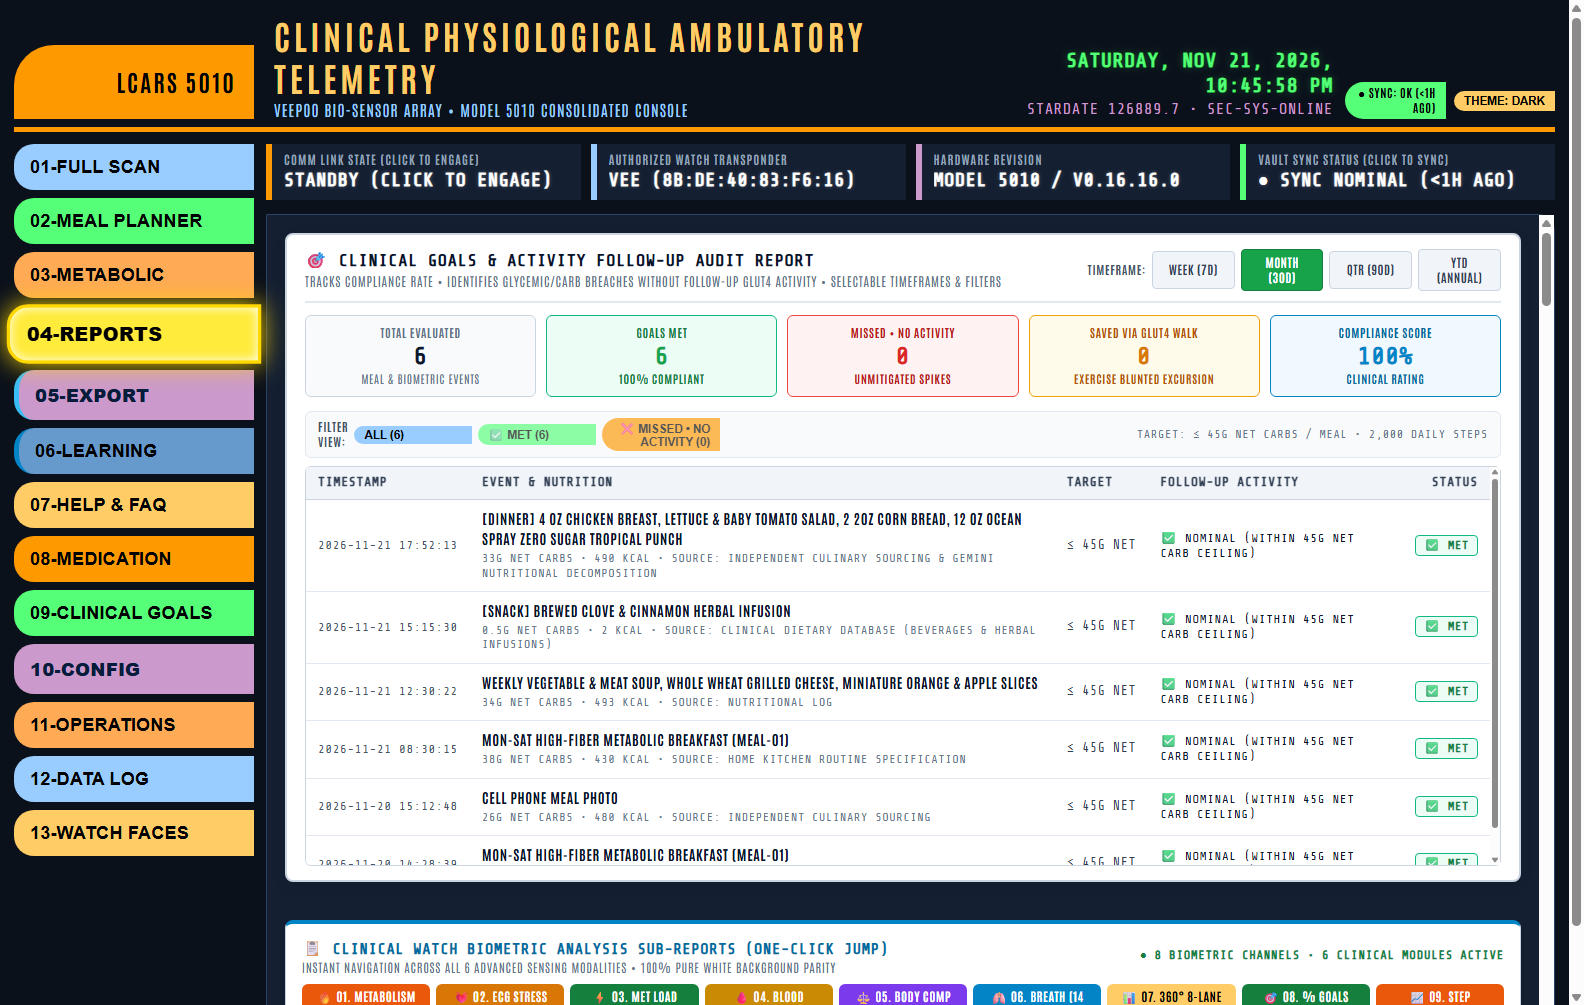 LCARS 5010
CLINICAL PHYSIOLOGICAL AMBULATORY
TELEMETRY
VEEPOO BIO-SENSOR ARRAY • MODEL 5010 CONSOLIDATED CONSOLE
SATURDAY, NOV 21, 2026,
10:45:58 PM
STARDATE 126889.7 · SEC-SYS-ONLINE
● SYNC: OK (<1H
AGO)
THEME: DARK
01-FULL SCAN
02-MEAL PLANNER
03-METABOLIC
04-REPORTS
05-EXPORT
06-LEARNING
07-HELP & FAQ
08-MEDICATION
09-CLINICAL GOALS
10-CONFIG
11-OPERATIONS
12-DATA LOG
13-WATCH FACES
COMM LINK STATE (CLICK TO ENGAGE)
STANDBY (CLICK TO ENGAGE)
AUTHORIZED WATCH TRANSPONDER
VEE (8B:DE:40:83:F6:16)
HARDWARE REVISION
MODEL 5010 / V0.16.16.0
VAULT SYNC STATUS (CLICK TO SYNC)
● SYNC NOMINAL (<1H AGO)
🎯 CLINICAL GOALS & ACTIVITY FOLLOW-UP AUDIT REPORT
TRACKS COMPLIANCE RATE • IDENTIFIES GLYCEMIC/CARB BREACHES WITHOUT FOLLOW-UP GLUT4 ACTIVITY • SELECTABLE TIMEFRAMES & FILTERS
TIMEFRAME:
WEEK (7D)
MONTH
(30D)
QTR (90D)
YTD
(ANNUAL)
TOTAL EVALUATED
6
MEAL & BIOMETRIC EVENTS
GOALS MET
6
100% COMPLIANT
MISSED • NO ACTIVITY
0
UNMITIGATED SPIKES
SAVED VIA GLUT4 WALK
0
EXERCISE BLUNTED EXCURSION
COMPLIANCE SCORE
100%
CLINICAL RATING
FILTER
VIEW:
ALL (6)
✅ MET (6)
❌ MISSED • NO
ACTIVITY (0)
TARGET: ≤ 45G NET CARBS / MEAL • 2,000 DAILY STEPS
TIMESTAMP EVENT & NUTRITION TARGET FOLLOW-UP ACTIVITY STATUS
2026-11-21 17:52:13
[DINNER] 4 OZ CHICKEN BREAST, LETTUCE & BABY TOMATO SALAD, 2 2OZ CORN BREAD, 12 OZ OCEAN
SPRAY ZERO SUGAR TROPICAL PUNCH
33G NET CARBS • 490 KCAL • SOURCE: INDEPENDENT CULINARY SOURCING & GEMINI
NUTRITIONAL DECOMPOSITION
≤ 45G NET
✅ NOMINAL (WITHIN 45G NET
CARB CEILING)
✅ MET
2026-11-21 15:15:30
[SNACK] BREWED CLOVE & CINNAMON HERBAL INFUSION
0.5G NET CARBS • 2 KCAL • SOURCE: CLINICAL DIETARY DATABASE (BEVERAGES & HERBAL
INFUSIONS)
≤ 45G NET
✅ NOMINAL (WITHIN 45G NET
CARB CEILING)
✅ MET
2026-11-21 12:30:22
WEEKLY VEGETABLE & MEAT SOUP, WHOLE WHEAT GRILLED CHEESE, MINIATURE ORANGE & APPLE SLICES
34G NET CARBS • 493 KCAL • SOURCE: NUTRITIONAL LOG
≤ 45G NET
✅ NOMINAL (WITHIN 45G NET
CARB CEILING)
✅ MET
2026-11-21 08:30:15
MON-SAT HIGH-FIBER METABOLIC BREAKFAST (MEAL-01)
38G NET CARBS • 430 KCAL • SOURCE: HOME KITCHEN ROUTINE SPECIFICATION
≤ 45G NET
✅ NOMINAL (WITHIN 45G NET
CARB CEILING)
✅ MET
2026-11-20 15:12:48
CELL PHONE MEAL PHOTO
26G NET CARBS • 480 KCAL • SOURCE: INDEPENDENT CULINARY SOURCING
≤ 45G NET
✅ NOMINAL (WITHIN 45G NET
CARB CEILING)
✅ MET
2026-11-20 14:28:39
MON-SAT HIGH-FIBER METABOLIC BREAKFAST (MEAL-01)
≤ 45G NET
✅ NOMINAL (WITHIN 45G NET
✅ MET
📋 CLINICAL WATCH BIOMETRIC ANALYSIS SUB-REPORTS (ONE-CLICK JUMP)
INSTANT NAVIGATION ACROSS ALL 6 ADVANCED SENSING MODALITIES • 100% PURE WHITE BACKGROUND PARITY
● 8 BIOMETRIC CHANNELS • 6 CLINICAL MODULES ACTIVE
🔥 01. METABOLISM
💓 02. ECG STRESS
⚡ 03. MET LOAD
🩸 04. BLOOD
⚖️ 05. BODY COMP
🫁 06. BREATH (14
📊 07. 360° 8-LANE
🎯 08. % GOALS
📈 09. STEP